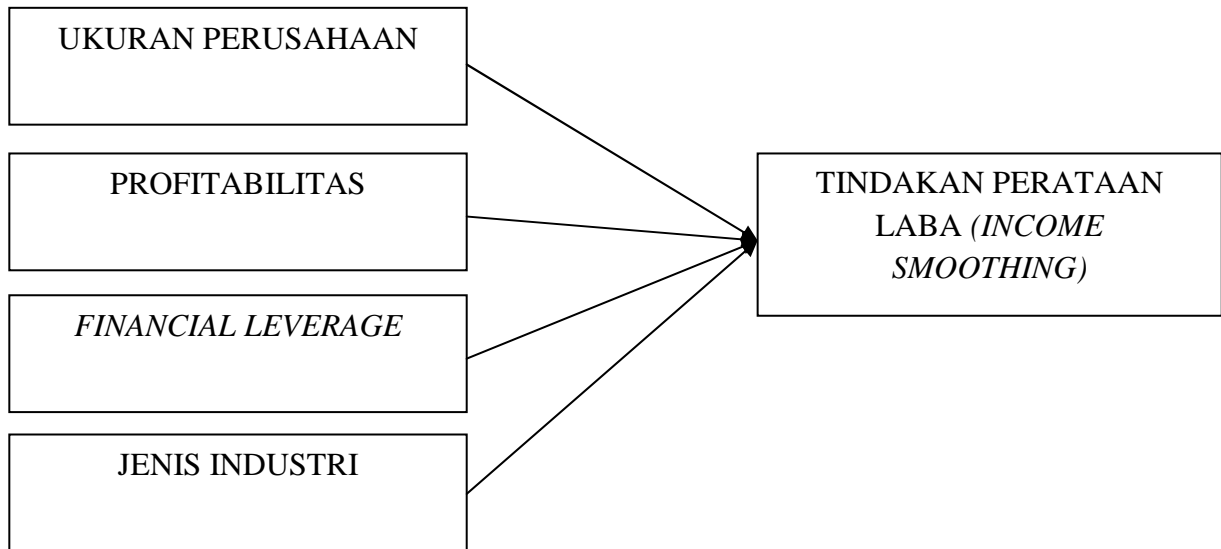 UKURAN PERUSAHAAN
PROFITABILITAS
FINANCIAL LEVERAGE
JENIS INDUSTRI
TINDAKAN PERATAAN
LABA (INCOME
SMOOTHING)